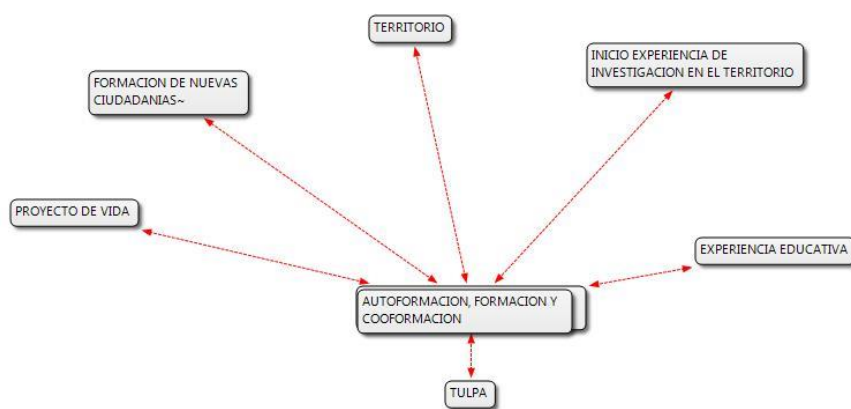 TERRITORIO
INICIO EXPERIENCIA DE
INVESTIGACION EN EL TERRITORIO
FORMACION DE NUEVAS
CIUDADANIAS~
PROYECTO DE VIDA
EXPERIENCIA EDUCATIVA
AUTOFORMACION, FORMACION Y
COOFORMACION
TULPA